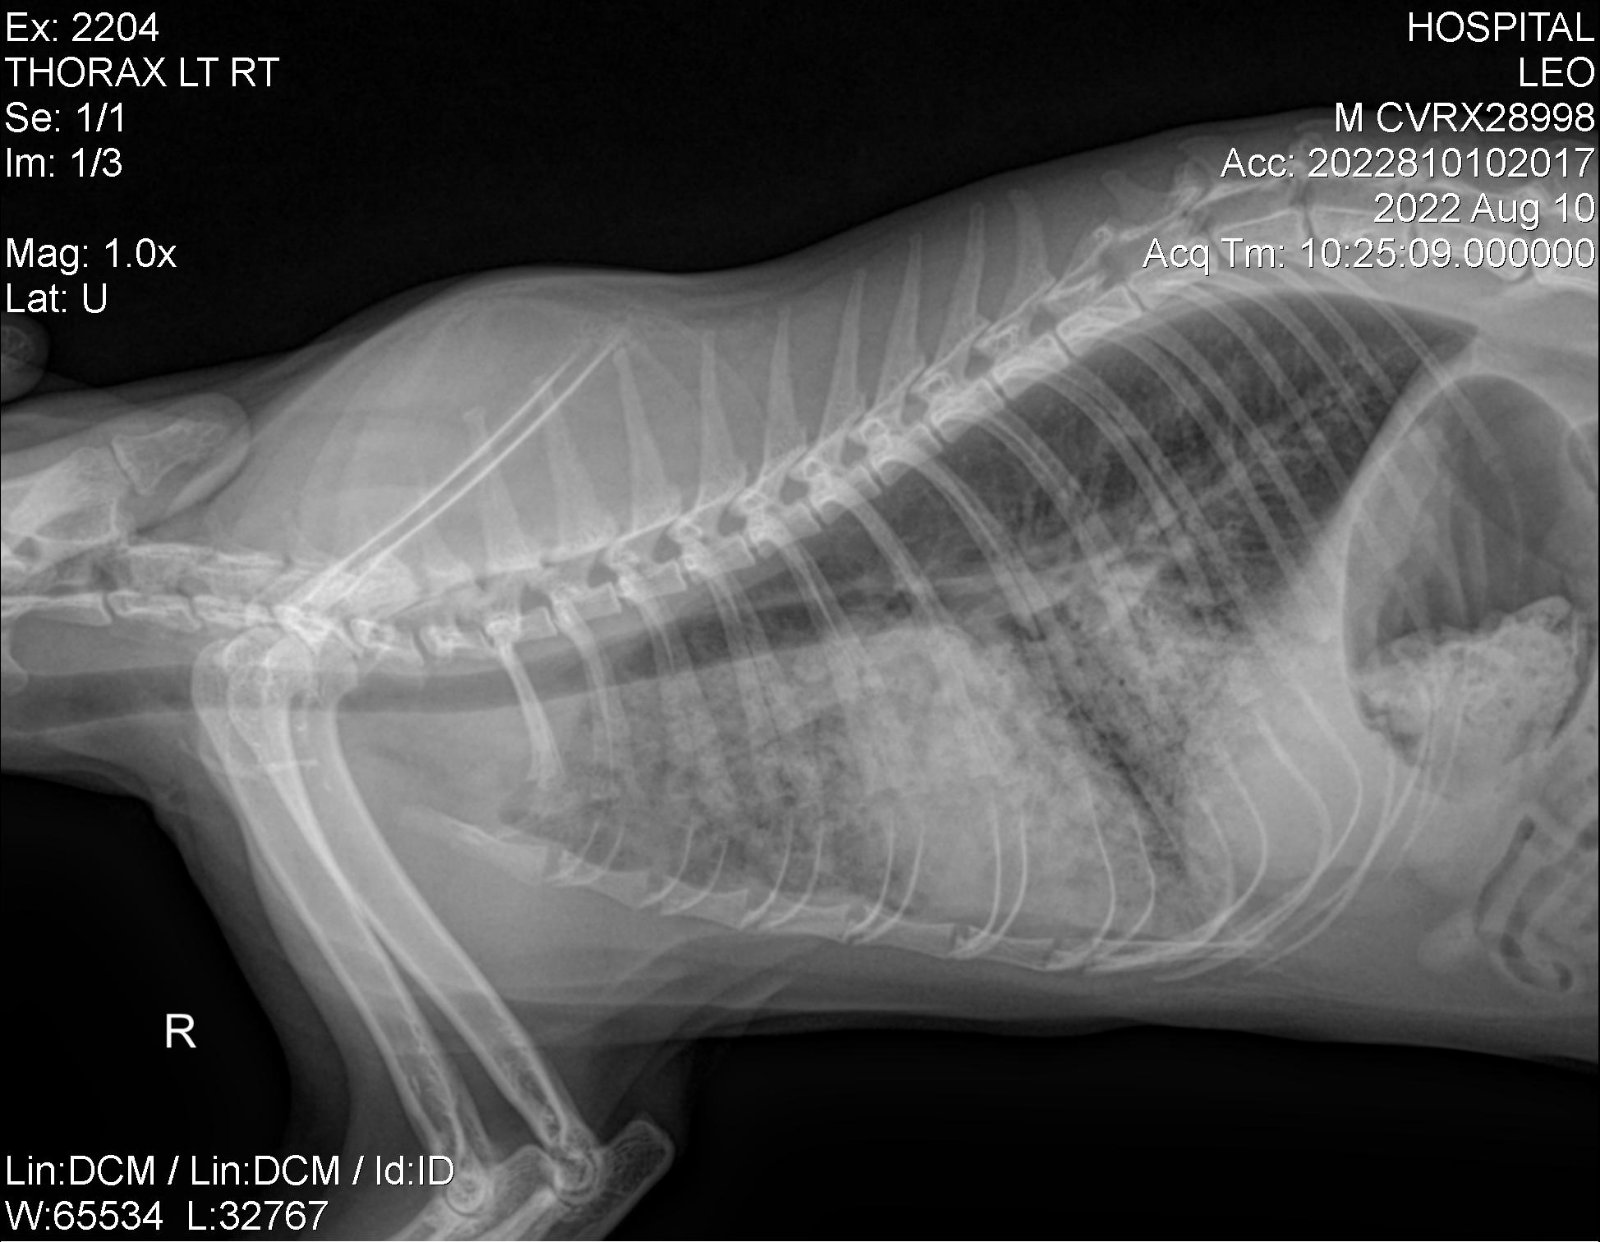 Ex: 2204
THORAX LT RT
Se: 1/1
Im: 1/3
Mag: 1.0x
Lat: U
HOSPITAL
LEO
M CVRX28998
Acc: 2022810102017
2022 Aug 10
Acq Tm: 10:25:09.000000
R
Lin:DCM / Lin:DCM / Id:ID
W:65534 L:32767